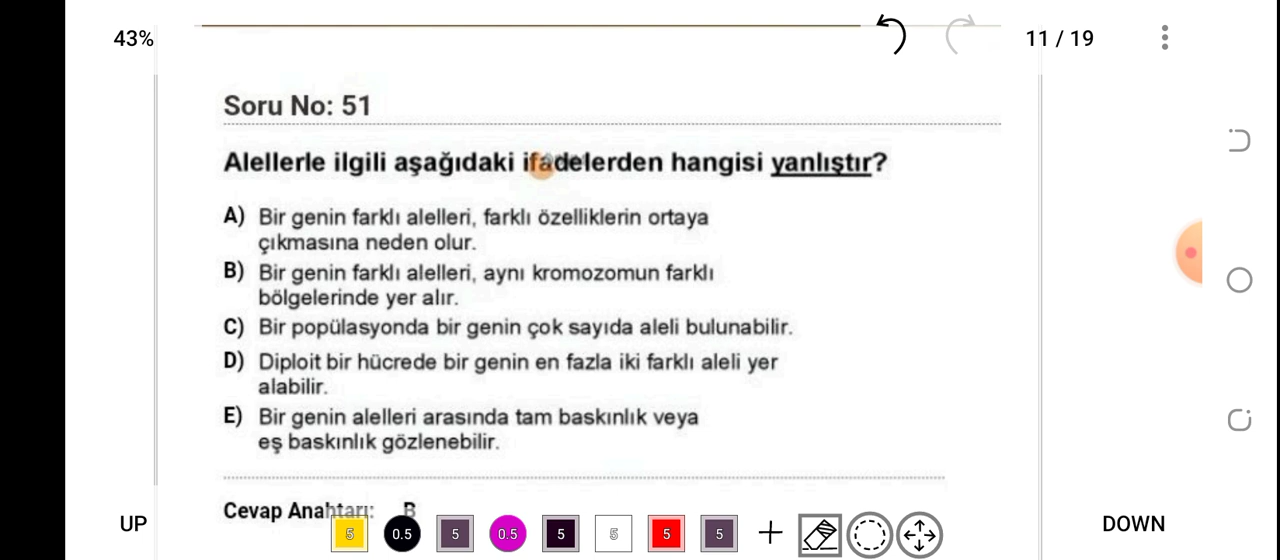 43%
11 / 19
Soru No: 51
Alellerle ilgili aşağıdaki ifadelerden hangisi yanlıştır?
A) Bir genin farklı alelleri, farklı özelliklerin ortaya
çıkmasına neden olur.
B) Bir genin farklı alelleri, aynı kromozomun farklı
bölgelerinde yer alır.
C) Bir popülasyonda bir genin çok sayıda aleli bulunabilir.
D) Diploit bir hücrede bir genin en fazla iki farklı aleli yer
alabilir.
E) Bir genin alelleri arasında tam baskınlık veya
eş baskınlık gözlenebilir.
Cevap Anahtarı: B
UP
5 0.5 5 0.5 5 5 5 5
DOWN